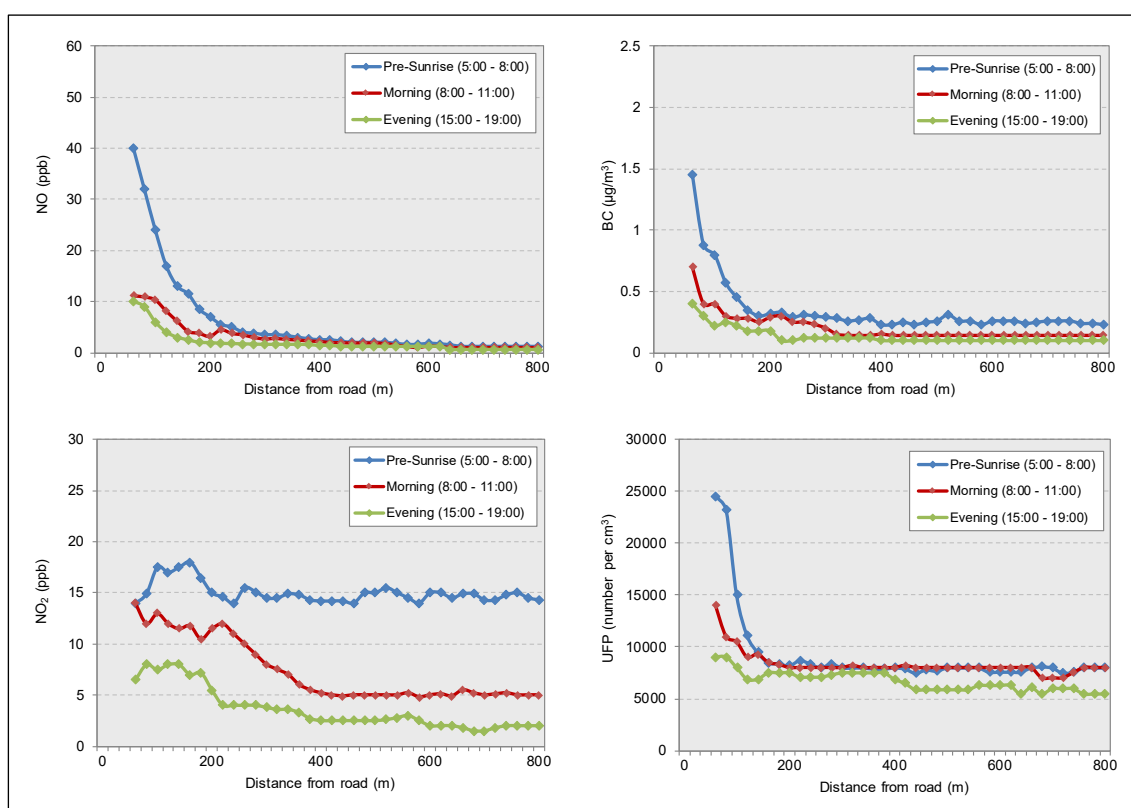 60
50
40
30
20
10
0
NO (ppb)
Pre-Sunrise (5:00 - 8:00)
Morning (8:00 - 11:00)
Evening (15:00 - 19:00)
0 200 400 600 800
Distance from road (m)
2.5
2
1.5
1
0.5
0
BC (µg/m³)
Pre-Sunrise (5:00 - 8:00)
Morning (8:00 - 11:00)
Evening (15:00 - 19:00)
0 200 400 600 800
Distance from road (m)
30
25
20
15
10
5
0
NO₂ (ppb)
Pre-Sunrise (5:00 - 8:00)
Morning (8:00 - 11:00)
Evening (15:00 - 19:00)
0 200 400 600 800
Distance from road (m)
30000
25000
20000
15000
10000
5000
0
UFP (number per cm³)
Pre-Sunrise (5:00 - 8:00)
Morning (8:00 - 11:00)
Evening (15:00 - 19:00)
0 200 400 600 800
Distance from road (m)